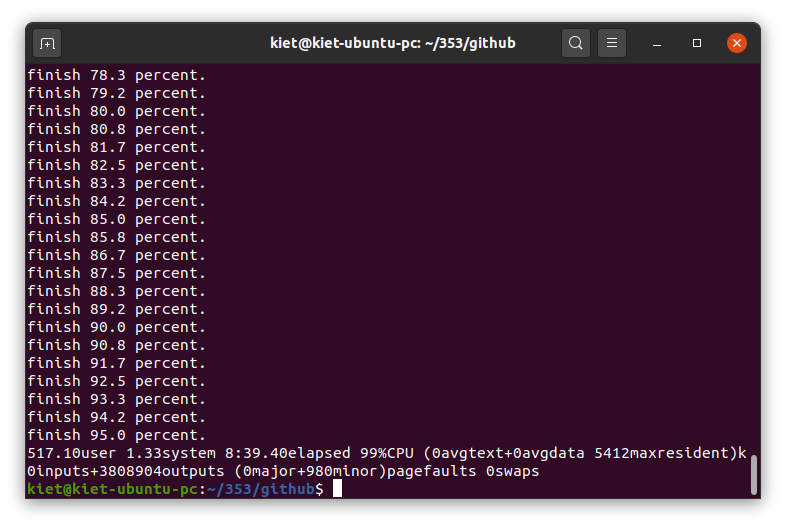 kiet@kiet-ubuntu-pc: ~/353/github
finish 78.3 percent.
finish 79.2 percent.
finish 80.0 percent.
finish 80.8 percent.
finish 81.7 percent.
finish 82.5 percent.
finish 83.3 percent.
finish 84.2 percent.
finish 85.0 percent.
finish 85.8 percent.
finish 86.7 percent.
finish 87.5 percent.
finish 88.3 percent.
finish 89.2 percent.
finish 90.0 percent.
finish 90.8 percent.
finish 91.7 percent.
finish 92.5 percent.
finish 93.3 percent.
finish 94.2 percent.
finish 95.0 percent.
517.10user 1.33system 8:39.40elapsed 99%CPU (0avgtext+0avgdata 5412maxresident)k
0inputs+3808904outputs (0major+980minor)pagefaults 0swaps
kiet@kiet-ubuntu-pc:~/353/github$